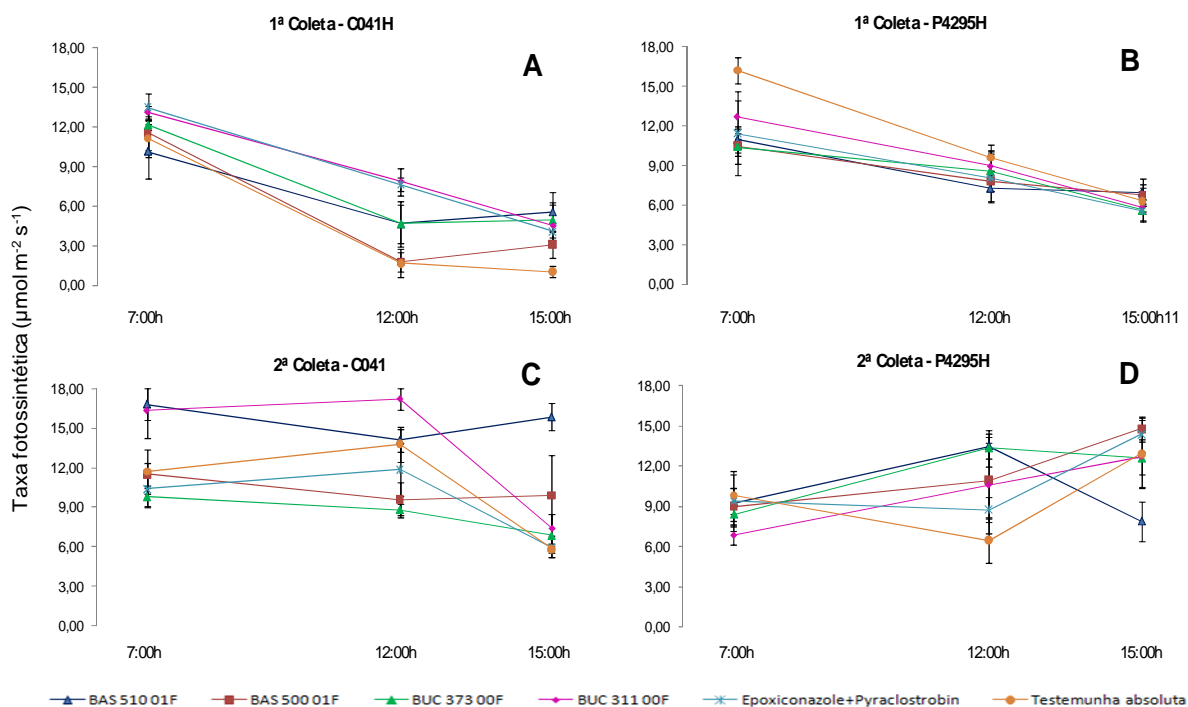 Taxa fotossintética (µmol m⁻² s⁻¹)
1ª Coleta - C041H
A
18,00
15,00
12,00
9,00
6,00
3,00
0,00
7:00h 12:00h 15:00h
1ª Coleta - P4295H
B
18,00
15,00
12,00
9,00
6,00
3,00
0,00
7:00h 12:00h 15:00h11
2ª Coleta - C041
C
18,00
15,00
12,00
9,00
6,00
3,00
0,00
7:00h 12:00h 15:00h
2ª Coleta - P4295H
D
18,00
15,00
12,00
9,00
6,00
3,00
0,00
7:00h 12:00h 15:00h
BAS 510 01F BAS 500 01F BUC 373 00F BUC 311 00F Epoxiconazole+Pyraclostrobin Testemunha absoluta